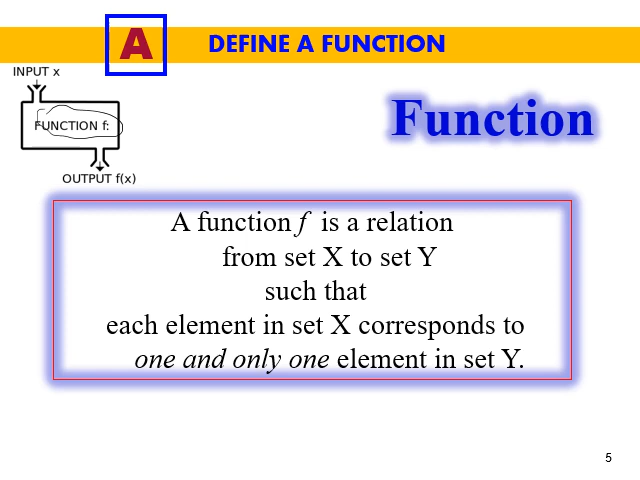 A
DEFINE A FUNCTION
INPUT x
FUNCTION f:
OUTPUT f(x)
Function
A function f is a relation
from set X to set Y
such that
each element in set X corresponds to
one and only one element in set Y.
5